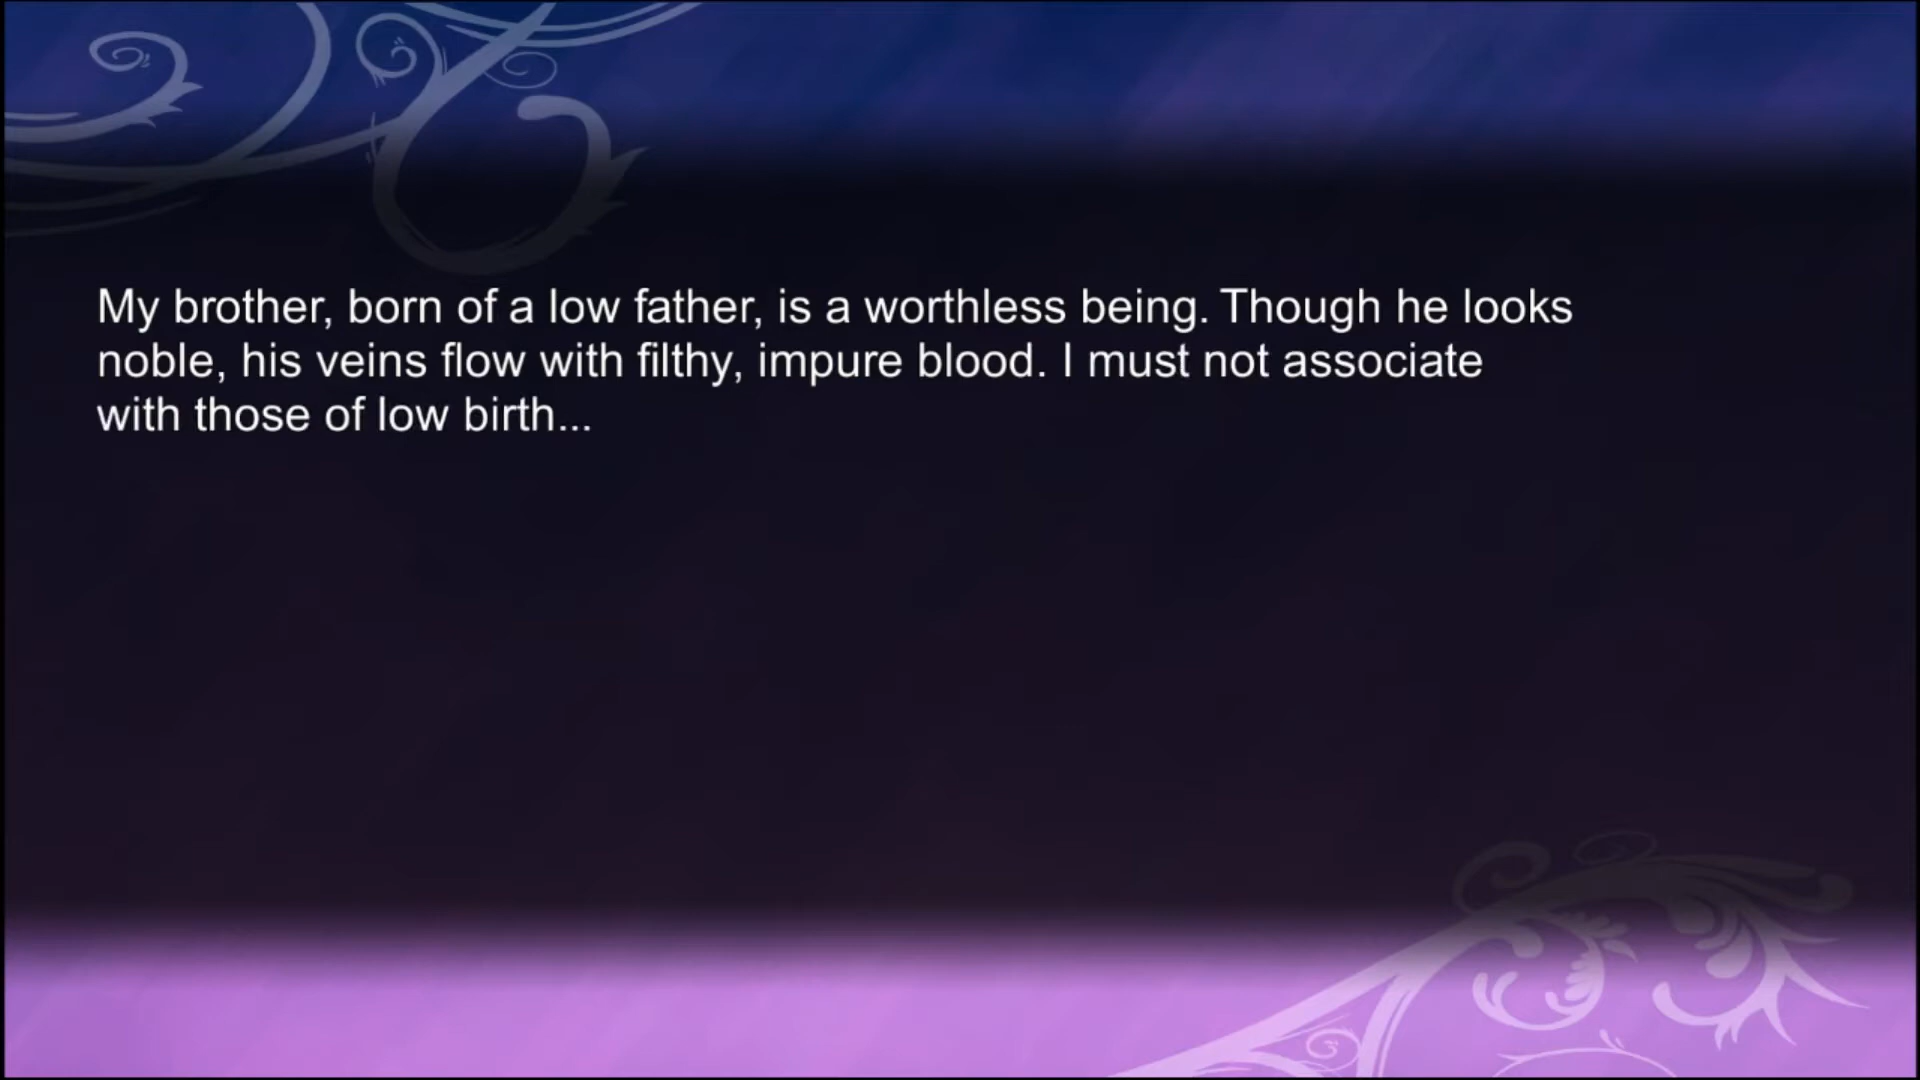 My brother, born of a low father, is a worthless being. Though he looks
noble, his veins flow with filthy, impure blood. I must not associate
with those of low birth...